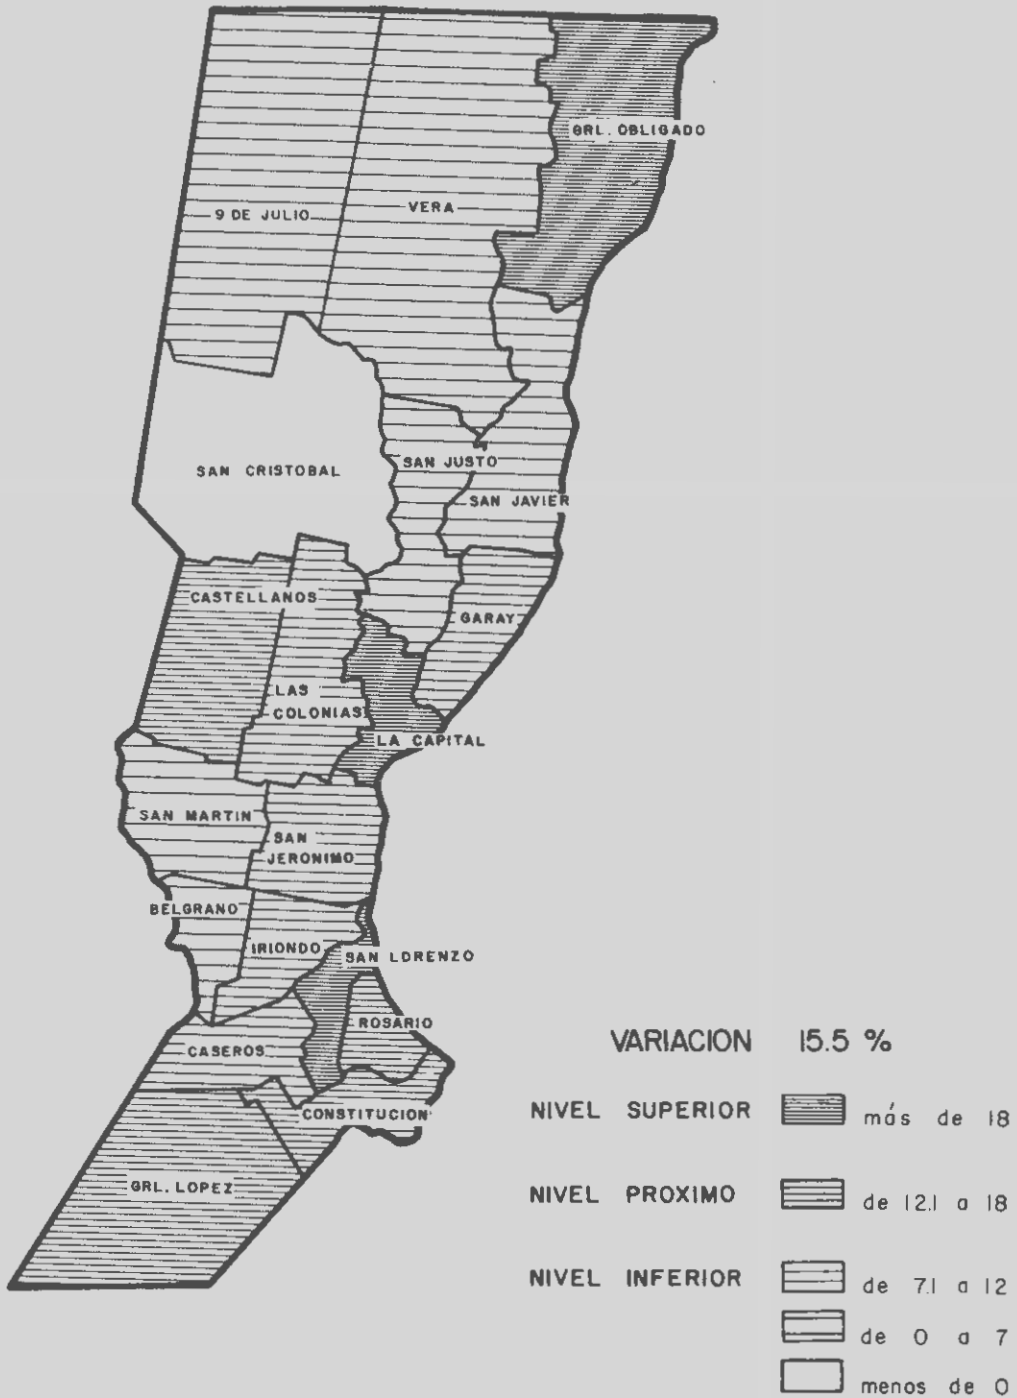 GRL. OBLIGADO
9 DE JULIO
VERA
SAN CRISTOBAL
SAN JUSTO
SAN JAVIER
CASTELLANOS
GARAY
LAS
COLONIAS
LA CAPITAL
SAN MARTIN
SAN
JERONIMO
BELGRANO
IRIONDO
SAN LORENZO
ROSARIO
CASEROS
CONSTITUCION
GRL. LOPEZ
VARIACION 15.5 %
NIVEL SUPERIOR más de 18
NIVEL PROXIMO de 12.1 a 18
NIVEL INFERIOR de 7.1 a 12
de 0 a 7
menos de 0